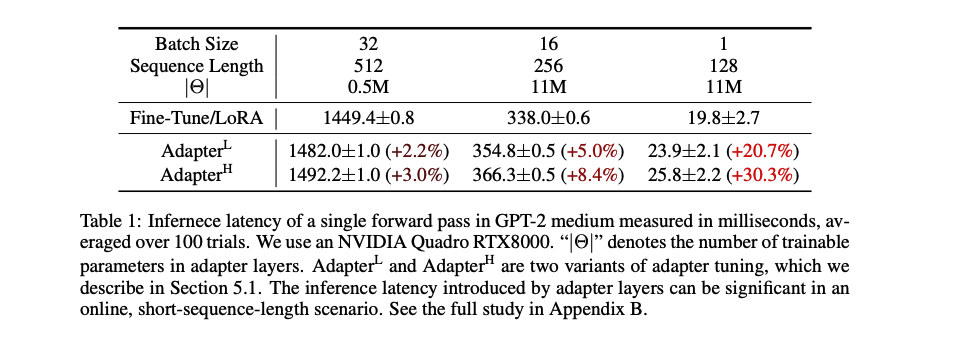 Batch Size 32 16 1
Sequence Length 512 256 128
|Θ| 0.5M 11M 11M
Fine-Tune/LoRA 1449.4±0.8 338.0±0.6 19.8±2.7
Adapter^L 1482.0±1.0 (+2.2%) 354.8±0.5 (+5.0%) 23.9±2.1 (+20.7%)
Adapter^H 1492.2±1.0 (+3.0%) 366.3±0.5 (+8.4%) 25.8±2.2 (+30.3%)
Table 1: Infernece latency of a single forward pass in GPT-2 medium measured in milliseconds, av-
eraged over 100 trials. We use an NVIDIA Quadro RTX8000. “|Θ|” denotes the number of trainable
parameters in adapter layers. Adapter^L and Adapter^H are two variants of adapter tuning, which we
describe in Section 5.1. The inference latency introduced by adapter layers can be significant in an
online, short-sequence-length scenario. See the full study in Appendix B.